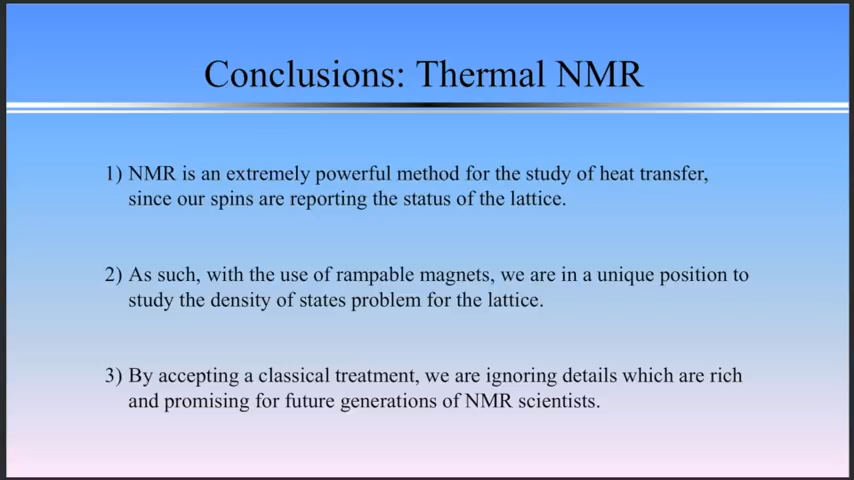 Conclusions: Thermal NMR
1) NMR is an extremely powerful method for the study of heat transfer,
since our spins are reporting the status of the lattice.
2) As such, with the use of rampable magnets, we are in a unique position to
study the density of states problem for the lattice.
3) By accepting a classical treatment, we are ignoring details which are rich
and promising for future generations of NMR scientists.